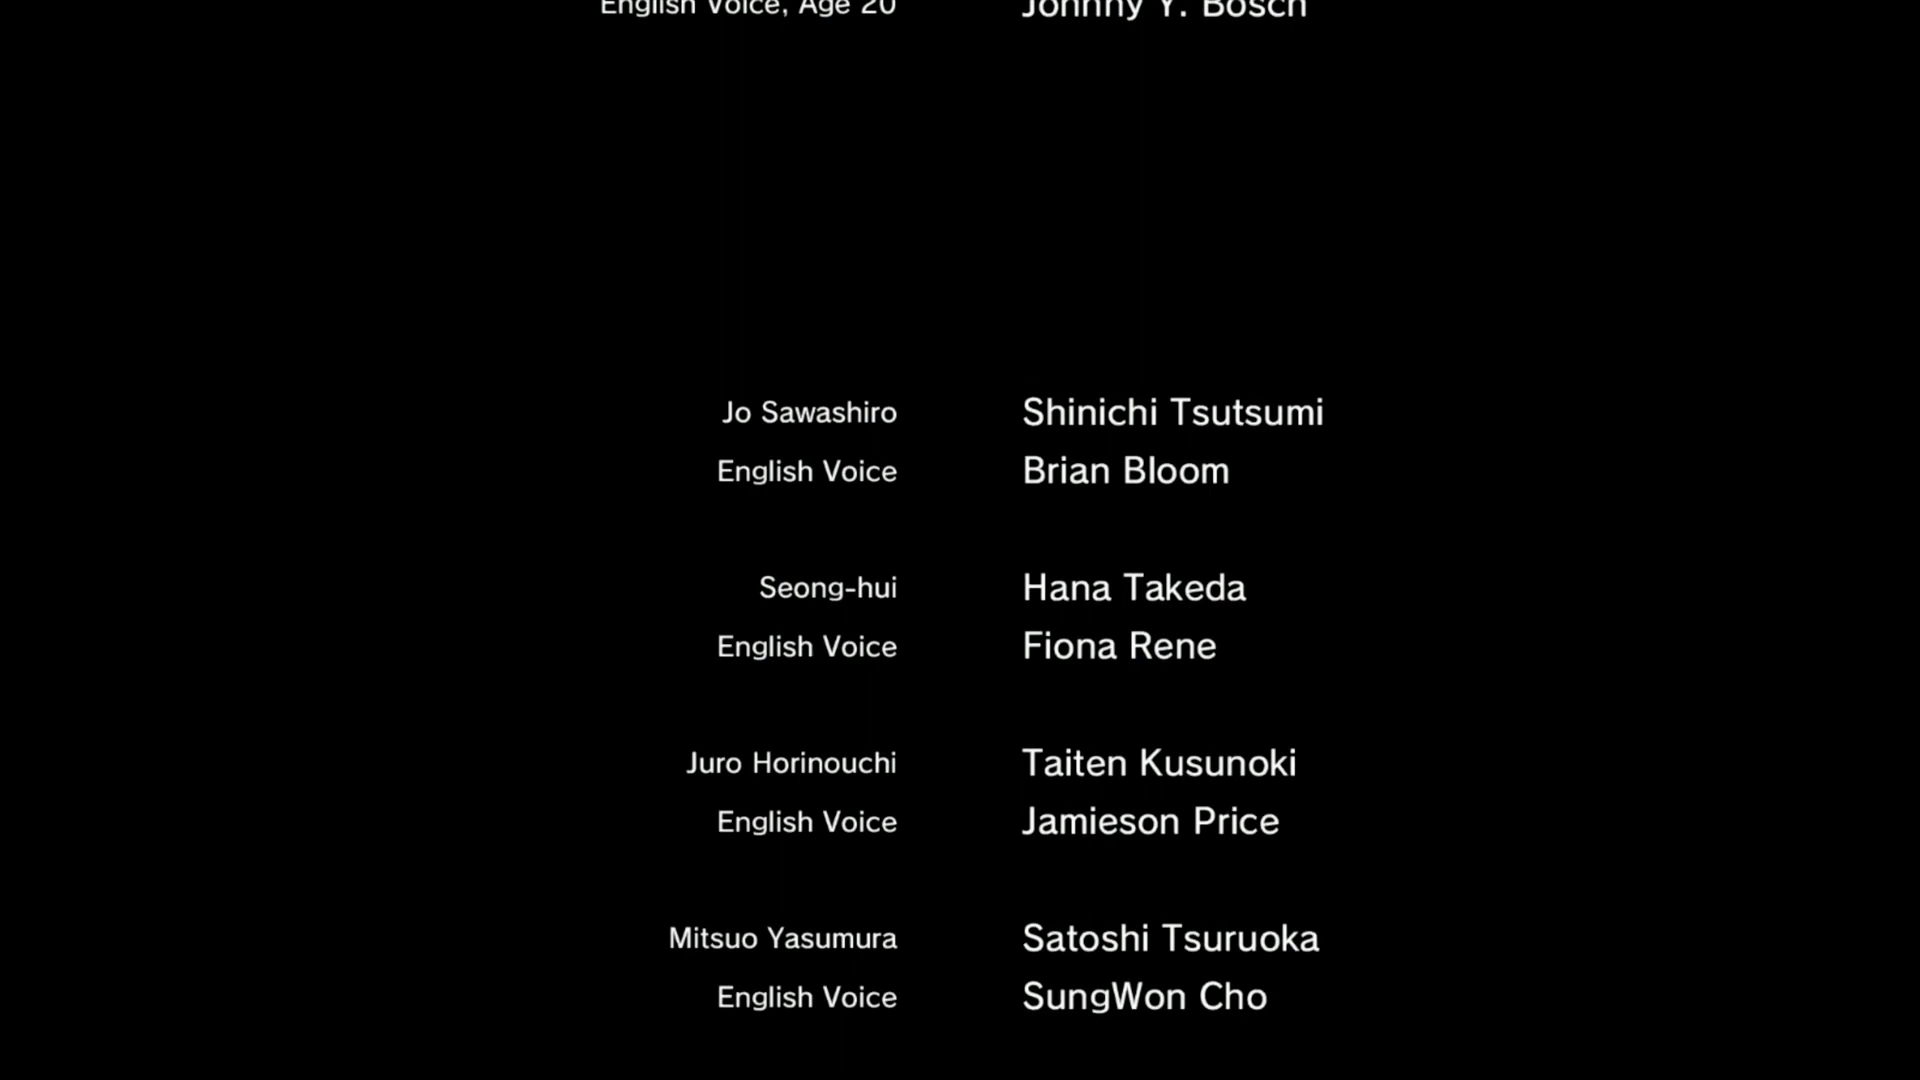 English Voice, Age 20 Johnny Y. Bosch
Jo Sawashiro Shinichi Tsutsumi
English Voice Brian Bloom
Seong-hui Hana Takeda
English Voice Fiona Rene
Juro Horinouchi Taiten Kusunoki
English Voice Jamieson Price
Mitsuo Yasumura Satoshi Tsuruoka
English Voice SungWon Cho